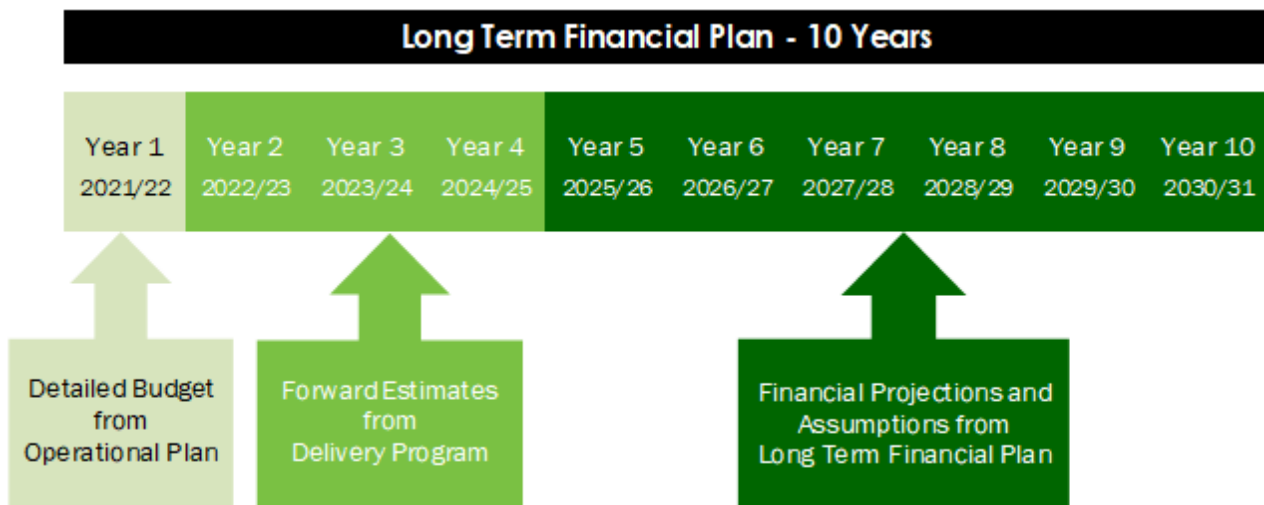 Long Term Financial Plan - 10 Years
Year 1 Year 2 Year 3 Year 4 Year 5 Year 6 Year 7 Year 8 Year 9 Year 10
2021/22 2022/23 2023/24 2024/25 2025/26 2026/27 2027/28 2028/29 2029/30 2030/31
Detailed Budget
from
Operational Plan
Forward Estimates
from
Delivery Program
Financial Projections and
Assumptions from
Long Term Financial Plan